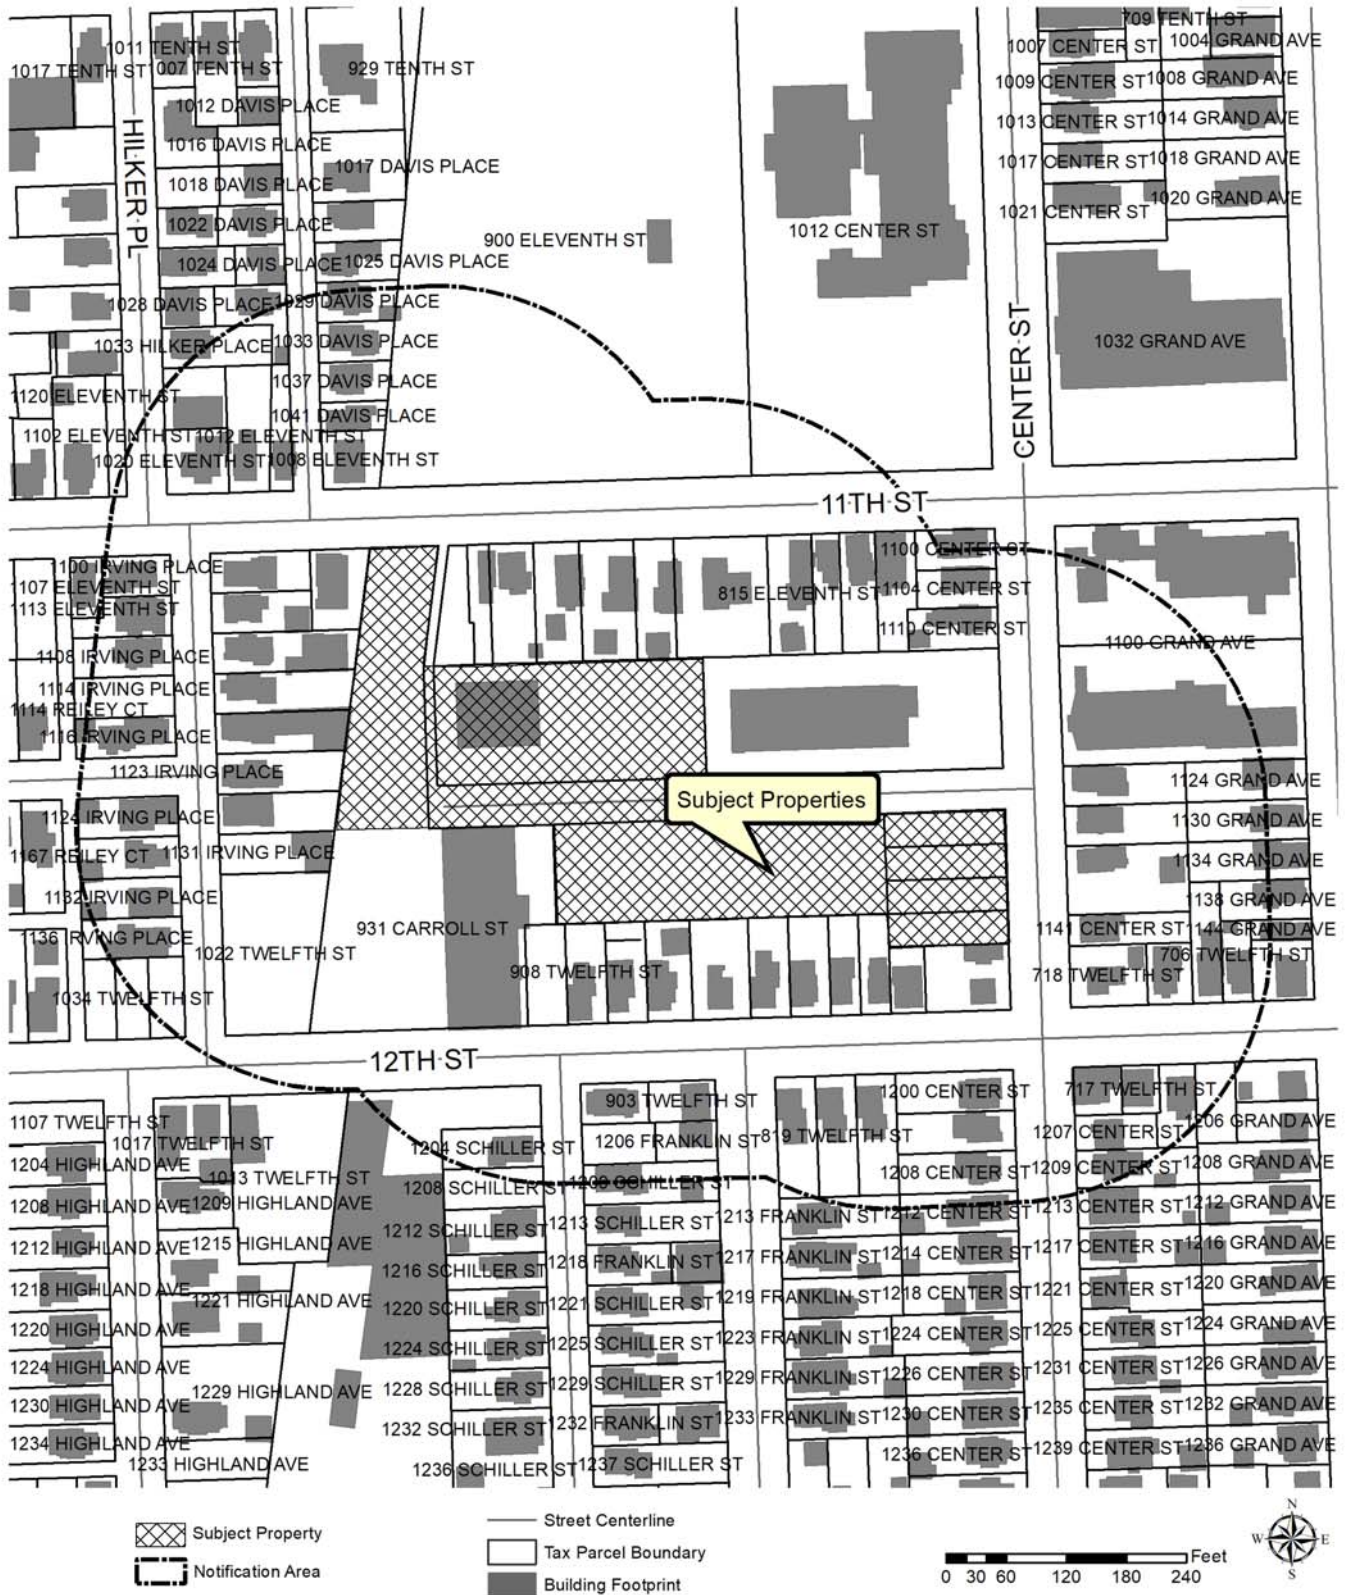 709 TENTH ST
1011 TENTH ST
1007 CENTER ST
1004 GRAND AVE
1017 TENTH ST
1007 TENTH ST
929 TENTH ST
1009 CENTER ST
1008 GRAND AVE
1012 DAVIS PLACE
1013 CENTER ST
1014 GRAND AVE
HILKER PL
1016 DAVIS PLACE
1017 DAVIS PLACE
1017 CENTER ST
1018 GRAND AVE
1018 DAVIS PLACE
1020 GRAND AVE
1022 DAVIS PLACE
1021 CENTER ST
900 ELEVENTH ST
1012 CENTER ST
1024 DAVIS PLACE
1025 DAVIS PLACE
1028 DAVIS PLACE
1029 DAVIS PLACE
CENTER ST
1033 HILKER PLACE
1033 DAVIS PLACE
1032 GRAND AVE
1037 DAVIS PLACE
1120 ELEVENTH ST
1041 DAVIS PLACE
1102 ELEVENTH ST
1012 ELEVENTH ST
1020 ELEVENTH ST
1008 ELEVENTH ST
11TH ST
1100 CENTER ST
1100 IRVING PLACE
1107 ELEVENTH ST
815 ELEVENTH ST
1104 CENTER ST
1113 ELEVENTH ST
1110 CENTER ST
1108 IRVING PLACE
1100 GRAND AVE
1114 IRVING PLACE
1114 REILEY CT
1116 IRVING PLACE
1123 IRVING PLACE
1124 GRAND AVE
Subject Properties
1124 IRVING PLACE
1130 GRAND AVE
1167 REILEY CT
1131 IRVING PLACE
1134 GRAND AVE
1132 IRVING PLACE
1138 GRAND AVE
931 CARROLL ST
1141 CENTER ST
1144 GRAND AVE
1136 IRVING PLACE
1022 TWELFTH ST
706 TWELFTH ST
908 TWELFTH ST
718 TWELFTH ST
1034 TWELFTH ST
12TH ST
903 TWELFTH ST
1200 CENTER ST
717 TWELFTH ST
1107 TWELFTH ST
1017 TWELFTH ST
1204 SCHILLER ST
1206 FRANKLIN ST
819 TWELFTH ST
1207 CENTER ST
1206 GRAND AVE
1204 HIGHLAND AVE
1013 TWELFTH ST
1208 SCHILLER ST
1209 SCHILLER ST
1208 CENTER ST
1209 CENTER ST
1208 GRAND AVE
1208 HIGHLAND AVE
1209 HIGHLAND AVE
1212 SCHILLER ST
1213 SCHILLER ST
1213 FRANKLIN ST
1212 CENTER ST
1213 CENTER ST
1212 GRAND AVE
1212 HIGHLAND AVE
1215 HIGHLAND AVE
1216 SCHILLER ST
1218 FRANKLIN ST
1217 FRANKLIN ST
1214 CENTER ST
1217 CENTER ST
1216 GRAND AVE
1218 HIGHLAND AVE
1221 HIGHLAND AVE
1220 SCHILLER ST
1221 SCHILLER ST
1219 FRANKLIN ST
1218 CENTER ST
1221 CENTER ST
1220 GRAND AVE
1220 HIGHLAND AVE
1224 SCHILLER ST
1225 SCHILLER ST
1223 FRANKLIN ST
1224 CENTER ST
1225 CENTER ST
1224 GRAND AVE
1224 HIGHLAND AVE
1229 HIGHLAND AVE
1228 SCHILLER ST
1229 SCHILLER ST
1229 FRANKLIN ST
1226 CENTER ST
1231 CENTER ST
1226 GRAND AVE
1230 HIGHLAND AVE
1232 SCHILLER ST
1232 FRANKLIN ST
1233 FRANKLIN ST
1230 CENTER ST
1235 CENTER ST
1232 GRAND AVE
1234 HIGHLAND AVE
1233 HIGHLAND AVE
1236 SCHILLER ST
1237 SCHILLER ST
1236 CENTER ST
1239 CENTER ST
1236 GRAND AVE
Subject Property
Notification Area
Street Centerline
Tax Parcel Boundary
Building Footprint
Feet
0 30 60 120 180 240
N
W E
S